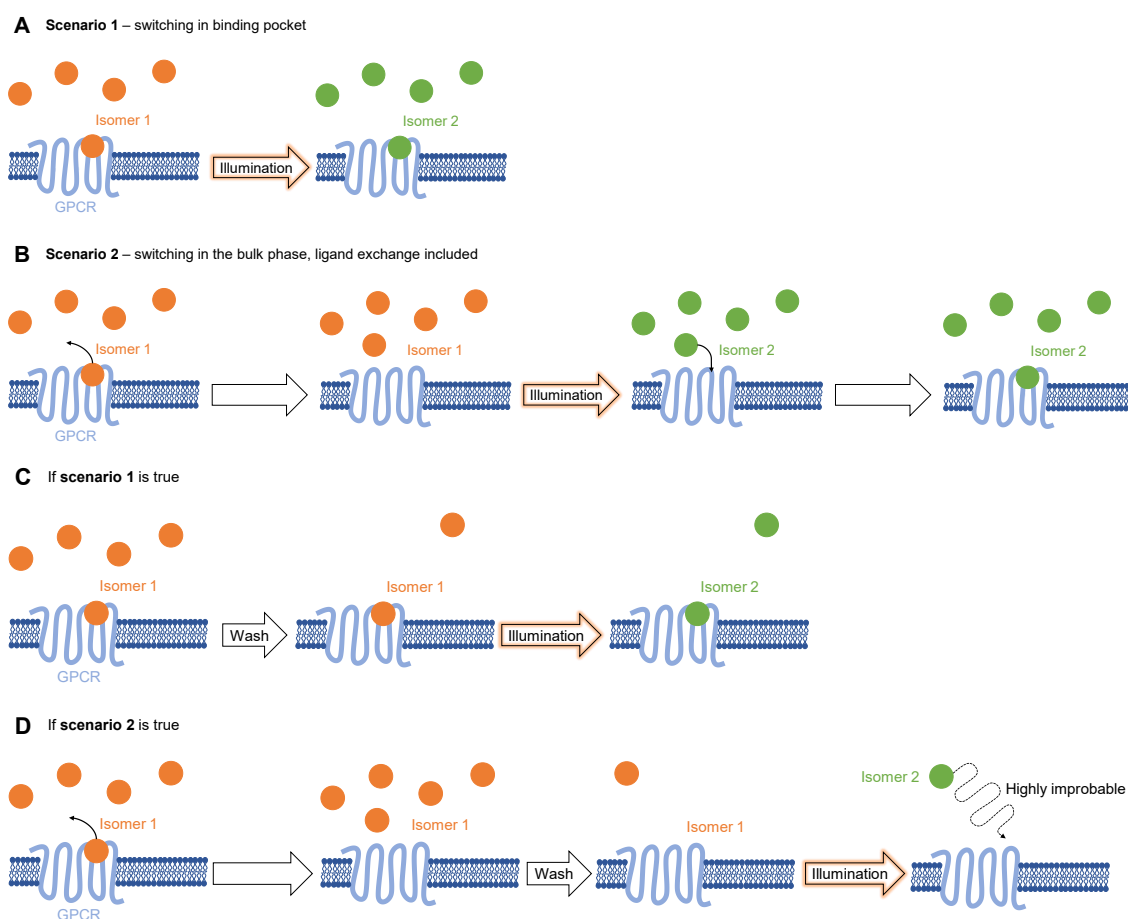 A Scenario 1 – switching in binding pocket
Isomer 1
Isomer 2
Illumination
GPCR
B Scenario 2 – switching in the bulk phase, ligand exchange included
Isomer 1
Isomer 1
Isomer 2
Isomer 2
Illumination
GPCR
C If scenario 1 is true
Isomer 1
Isomer 1
Isomer 2
Wash
Illumination
GPCR
D If scenario 2 is true
Isomer 2
Highly improbable
Isomer 1
Isomer 1
Isomer 1
Wash
Illumination
GPCR